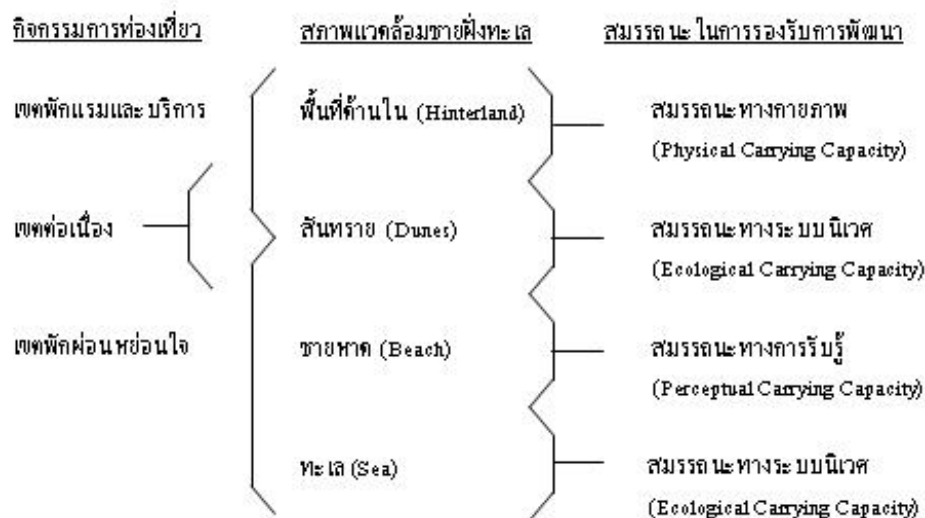 กิจกรรมการท่องเที่ยว สภาพแวดล้อมชายฝั่งทะเล สมรรถนะในการรองรับการพัฒนา
เขตพักแรมและบริการ พื้นที่ด้านใน (Hinterland) สมรรถนะทางกายภาพ
(Physical Carrying Capacity)
เขตต่อเนื่อง สันทราย (Dunes) สมรรถนะทางระบบนิเวศ
(Ecological Carrying Capacity)
เขตพักผ่อนหย่อนใจ ชายหาด (Beach) สมรรถนะทางการรับรู้
(Perceptual Carrying Capacity)
ทะเล (Sea) สมรรถนะทางระบบนิเวศ
(Ecological Carrying Capacity)